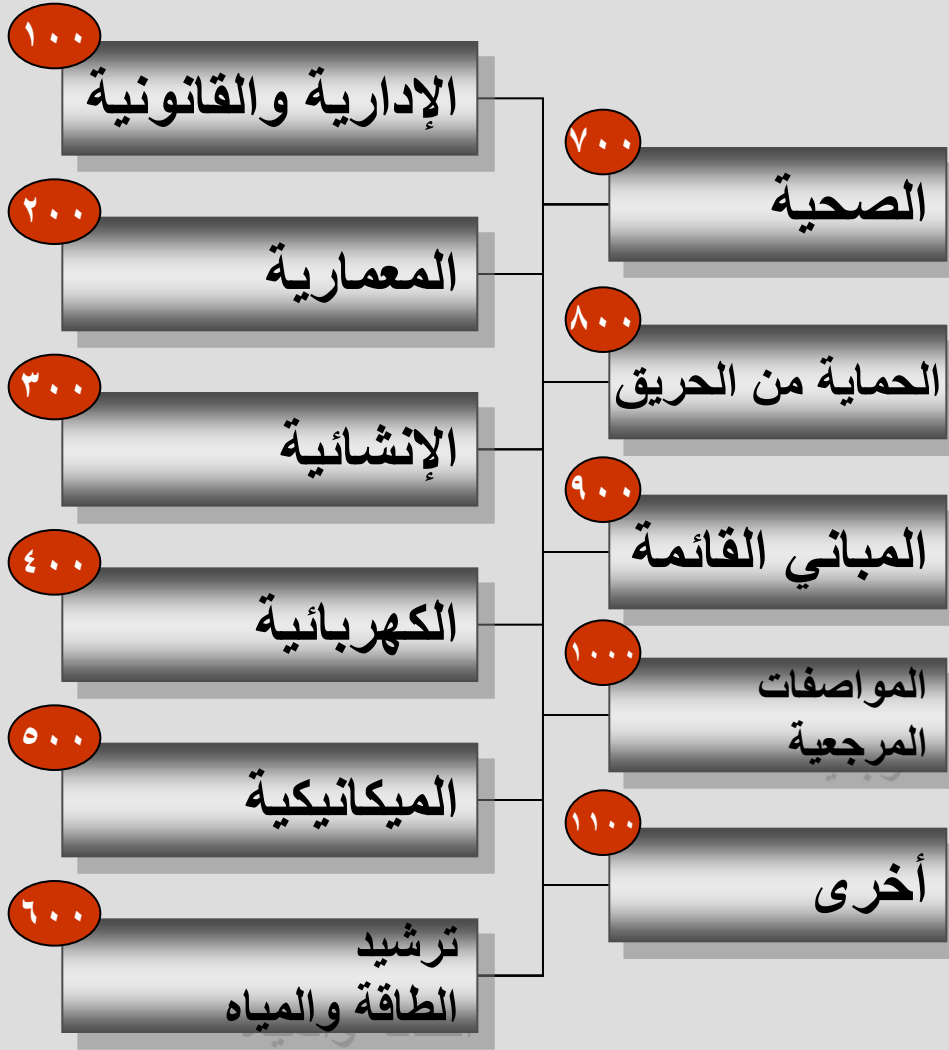 ١٠٠
الإدارية والقانونية
٢٠٠
المعمارية
٣٠٠
الإنشائية
٤٠٠
الكهربائية
٥٠٠
الميكانيكية
٦٠٠
ترشيد
الطاقة والمياه
٧٠٠
الصحية
٨٠٠
الحماية من الحريق
٩٠٠
المباني القائمة
١٠٠٠
المواصفات
المرجعية
١١٠٠
أخرى